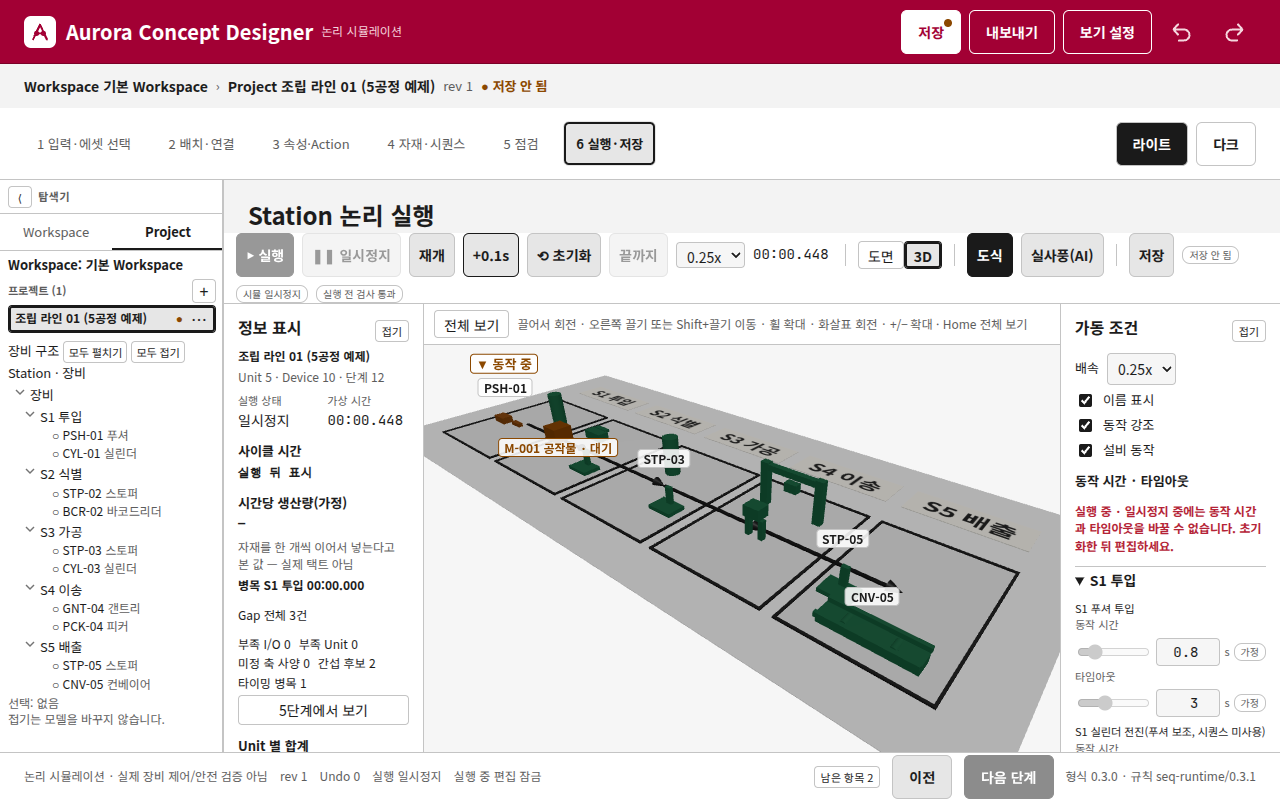 Aurora Concept Designer 논리 시뮬레이션
저장 내보내기 보기 설정
Workspace 기본 Workspace › Project 조립 라인 01 (5공정 예제) rev 1 ● 저장 안 됨
1 입력·에셋 선택 2 배치·연결 3 속성·Action 4 자재·시퀀스 5 점검 6 실행·저장 라이트 다크
⟨ 탐색기
Workspace Project
Workspace: 기본 Workspace
프로젝트 (1) +
조립 라인 01 (5공정 예제) ● ···
장비 구조 모두 펼치기 모두 접기
Station · 장비
장비
S1 투입
○ PSH-01 푸셔
○ CYL-01 실린더
S2 식별
○ STP-02 스토퍼
○ BCR-02 바코드리더
S3 가공
○ STP-03 스토퍼
○ CYL-03 실린더
S4 이송
○ GNT-04 갠트리
○ PCK-04 피커
S5 배출
○ STP-05 스토퍼
○ CNV-05 컨베이어
선택: 없음
접기는 모델을 바꾸지 않습니다.
Station 논리 실행
▶ 실행 ❚❚ 일시정지 재개 +0.1s ⟲ 초기화 끝까지 0.25x 00:00.448 도면 3D 도식 실사풍(AI) 저장 저장 안 됨
시뮬 일시정지 실행 전 검사 통과
정보 표시 접기
조립 라인 01 (5공정 예제)
Unit 5 · Device 10 · 단계 12
실행 상태 가상 시간
일시정지 00:00.448
사이클 시간
실행 뒤 표시
시간당 생산량(가정)
–
자재를 한 개씩 이어서 넣는다고
본 값 — 실제 택트 아님
병목 S1 투입 00:00.000
Gap 전체 3건
부족 I/O 0 부족 Unit 0
미정 축 사양 0 간섭 후보 2
타이밍 병목 1
5단계에서 보기
Unit 별 합계
전체 보기 끌어서 회전 · 오른쪽 끌기 또는 Shift+끌기 이동 · 휠 확대 · 화살표 회전 · +/− 확대 · Home 전체 보기
▼ 동작 중
PSH-01
S1 투입
S2 식별
S3 가공
S4 이송
S5 배출
M-001 공작물 · 대기
STP-03
STP-05
CNV-05
가동 조건 접기
배속 0.25x
이름 표시
동작 강조
설비 동작
동작 시간 · 타임아웃
실행 중 · 일시정지 중에는 동작 시간
과 타임아웃을 바꿀 수 없습니다. 초기
화한 뒤 편집하세요.
▼ S1 투입
S1 푸셔 투입
동작 시간
0.8 s 가정
타임아웃
3 s 가정
S1 실린더 전진(푸셔 보조, 시퀀스 미사용)
동작 시간
논리 시뮬레이션 · 실제 장비 제어/안전 검증 아님 rev 1 Undo 0 실행 일시정지 실행 중 편집 잠금
남은 항목 2 이전 다음 단계 형식 0.3.0 · 규칙 seq-runtime/0.3.1